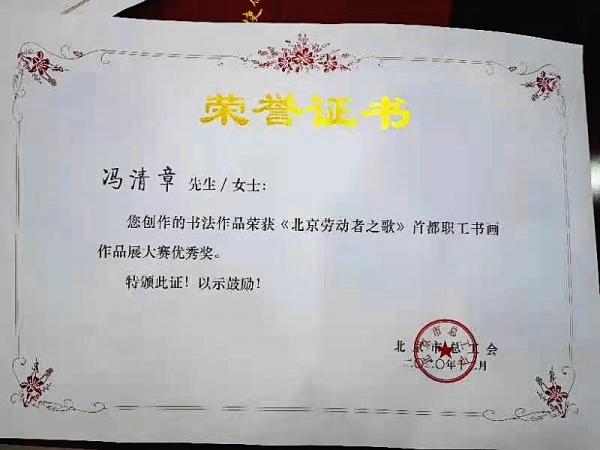 荣誉证书
冯清章 先生/女士：
您创作的书法作品荣获《北京劳动者之歌》首都职工书画
作品展大赛优秀奖。
特颁此证！以示鼓励！
北京市总工会